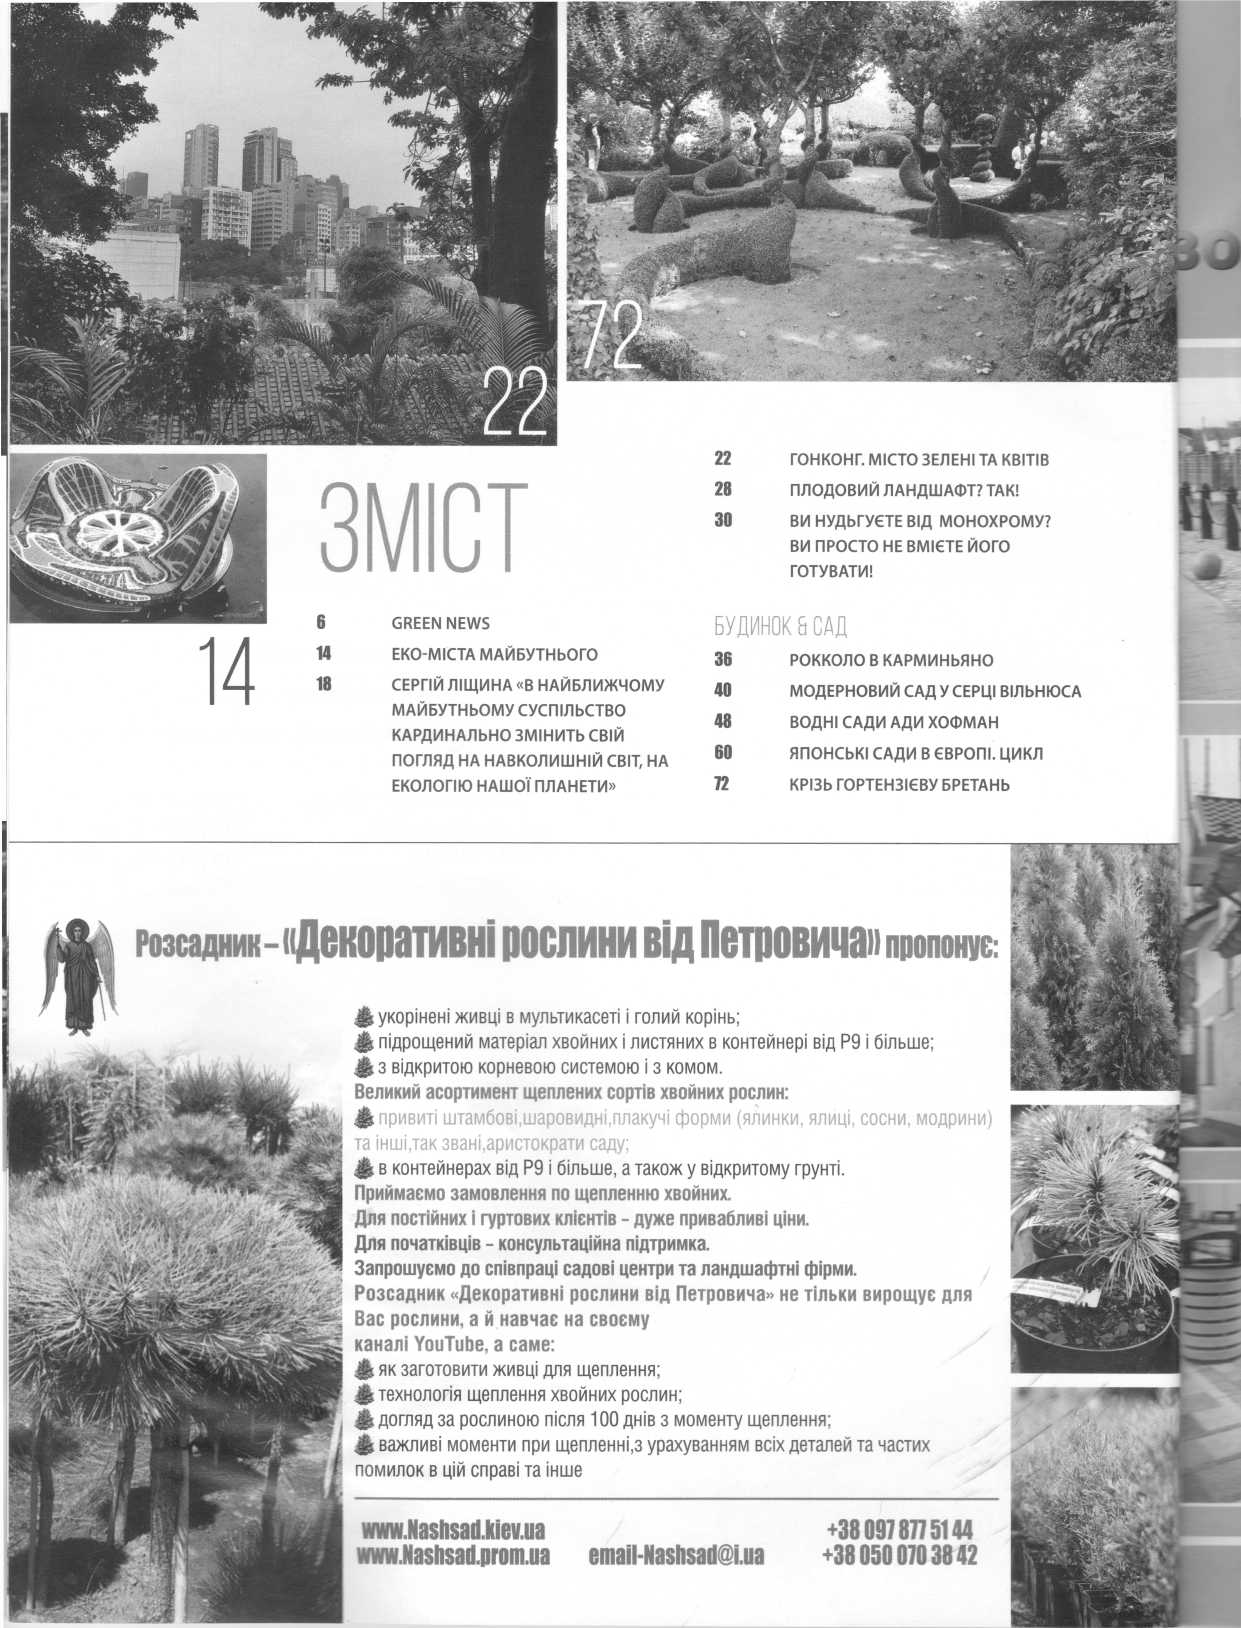 22
72
14
30
ЗМІСТ
6 GREEN NEWS
14 ЕКО-МІСТА МАЙБУТНЬОГО
18 СЕРГІЙ ЛІЩИНА «В НАЙБЛИЖЧОМУ
МАЙБУТНЬОМУ СУСПІЛЬСТВО
КАРДИНАЛЬНО ЗМІНИТЬ СВІЙ
ПОГЛЯД НА НАВКОЛИШНІЙ СВІТ, НА
ЕКОЛОГІЮ НАШОЇ ПЛАНЕТИ»
22 ГОНКОНГ. МІСТО ЗЕЛЕНІ ТА КВІТІВ
28 ПЛОДОВИЙ ЛАНДШАФТ? ТАК!
30 ВИ НУДЬГУЄТЕ ВІД МОНОХРОМУ?
ВИ ПРОСТО НЕ ВМІЄТЕ ЙОГО
ГОТУВАТИ!
БУДИНОК & САД
36 РОККОЛО В КАРМИНЬЯНО
40 МОДЕРНОВИЙ САД У СЕРЦІ ВІЛЬНЮСА
48 ВОДНІ САДИ АДИ ХОФМАН
60 ЯПОНСЬКІ САДИ В ЄВРОПІ. ЦИКЛ
72 КРІЗЬ ГОРТЕНЗІЄВУ БРЕТАНЬ
Розсадник – «Декоративні рослини від Петровича» пропонує:
укорінені живці в мультикасеті і голий корінь;
підрощений матеріал хвойних і листяних в контейнері від Р9 і більше;
з відкритою корневою системою і з комом.
Великий асортимент щеплених сортів хвойних рослин:
привиті штамбові,шаровидні,плакучі форми (ялинки, ялиці, сосни, модрини)
та інші,так звані,аристократи саду;
в контейнерах від Р9 і більше, а також у відкритому грунті.
Приймаємо замовлення по щепленню хвойних.
Для постійних і гуртових клієнтів – дуже привабливі ціни.
Для початківців – консультаційна підтримка.
Запрошуємо до співпраці садові центри та ландшафтні фірми.
Розсадник «Декоративні рослини від Петровича» не тільки вирощує для
Вас рослини, а й навчає на своєму
каналі YouTube, а саме:
як заготовити живці для щеплення;
технологія щеплення хвойних рослин;
догляд за рослиною після 100 днів з моменту щеплення;
важливі моменти при щепленні,з урахуванням всіх деталей та частих
помилок в цій справі та інше
www.Nashsad.kiev.ua +38 097 877 51 44
www.Nashsad.prom.ua email-Nashsad@i.ua +38 050 070 38 42